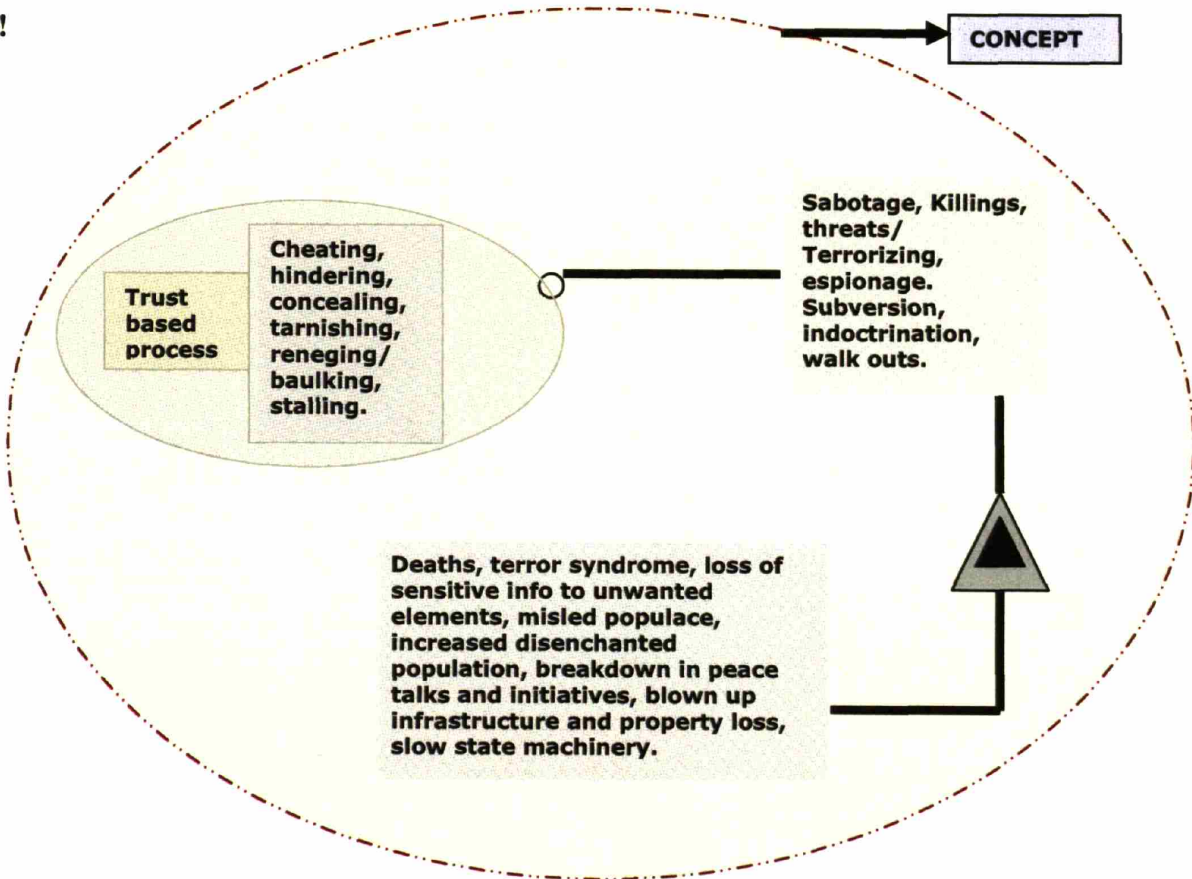 !
CONCEPT
Sabotage, Killings,
threats/
Terrorizing,
espionage.
Subversion,
indoctrination,
walk outs.
Cheating,
hindering,
concealing,
tarnishing,
reneging/
baulking,
stalling.
Trust
based
process
Deaths, terror syndrome, loss of
sensitive info to unwanted
elements, misled populace,
increased disenchanted
population, breakdown in peace
talks and initiatives, blown up
infrastructure and property loss,
slow state machinery.